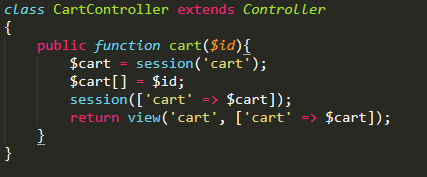 class CartController extends Controller
{
    public function cart($id){
        $cart = session('cart');
        $cart[] = $id;
        session(['cart' => $cart]);
        return view('cart', ['cart' => $cart]);
    }
}